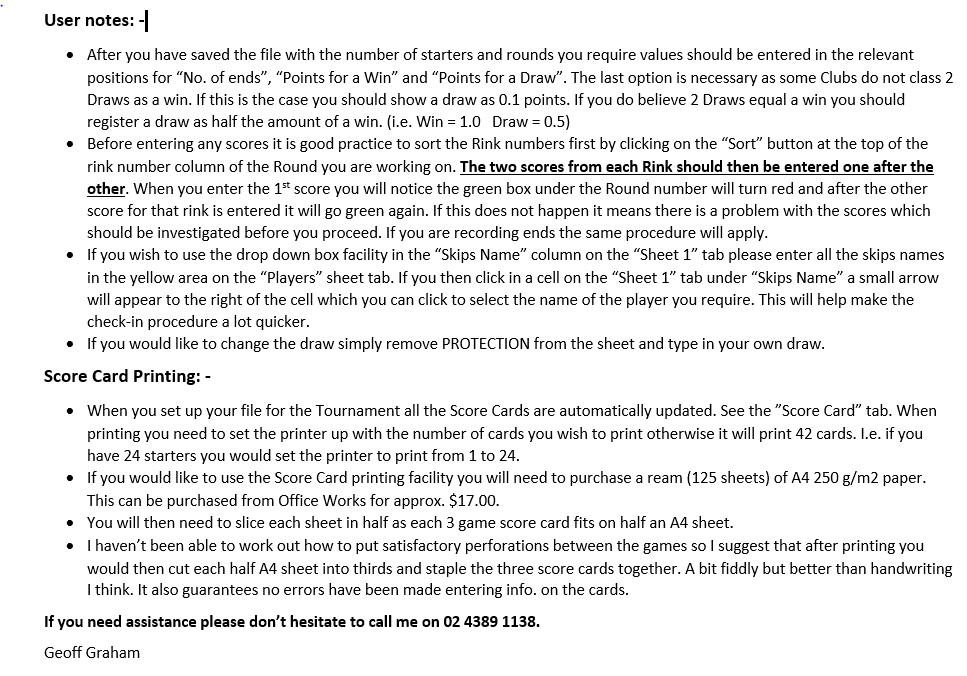 User notes: -
• After you have saved the file with the number of starters and rounds you require values should be entered in the relevant
positions for “No. of ends”, “Points for a Win” and “Points for a Draw”. The last option is necessary as some Clubs do not class 2
Draws as a win. If this is the case you should show a draw as 0.1 points. If you do believe 2 Draws equal a win you should
register a draw as half the amount of a win. (i.e. Win = 1.0   Draw = 0.5)
• Before entering any scores it is good practice to sort the Rink numbers first by clicking on the “Sort” button at the top of the
rink number column of the Round you are working on. The two scores from each Rink should then be entered one after the
other. When you enter the 1st score you will notice the green box under the Round number will turn red and after the other
score for that rink is entered it will go green again. If this does not happen it means there is a problem with the scores which
should be investigated before you proceed. If you are recording ends the same procedure will apply.
• If you wish to use the drop down box facility in the “Skips Name” column on the “Sheet 1” tab please enter all the skips names
in the yellow area on the “Players” sheet tab. If you then click in a cell on the “Sheet 1” tab under “Skips Name” a small arrow
will appear to the right of the cell which you can click to select the name of the player you require. This will help make the
check-in procedure a lot quicker.
• If you would like to change the draw simply remove PROTECTION from the sheet and type in your own draw.
Score Card Printing: -
• When you set up your file for the Tournament all the Score Cards are automatically updated. See the ”Score Card” tab. When
printing you need to set the printer up with the number of cards you wish to print otherwise it will print 42 cards. I.e. if you
have 24 starters you would set the printer to print from 1 to 24.
• If you would like to use the Score Card printing facility you will need to purchase a ream (125 sheets) of A4 250 g/m2 paper.
This can be purchased from Office Works for approx. $17.00.
• You will then need to slice each sheet in half as each 3 game score card fits on half an A4 sheet.
• I haven’t been able to work out how to put satisfactory perforations between the games so I suggest that after printing you
would then cut each half A4 sheet into thirds and staple the three score cards together. A bit fiddly but better than handwriting
I think. It also guarantees no errors have been made entering info. on the cards.
If you need assistance please don’t hesitate to call me on 02 4389 1138.
Geoff Graham